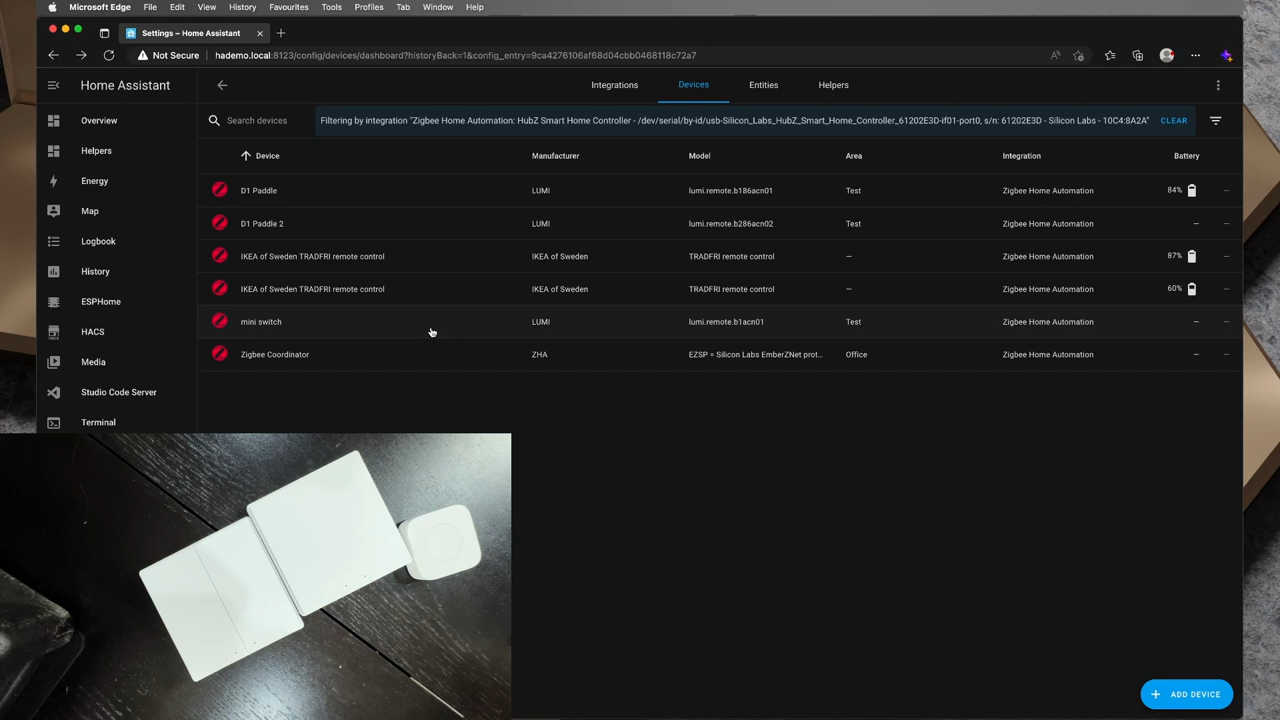 Microsoft Edge File Edit View History Favourites Tools Profiles Tab Window Help
Settings – Home Assistant
Not Secure hademo.local:8123/config/devices/dashboard?historyBack=1&config_entry=9ca4276106af68d04cbb0468118c72a7
Home Assistant Integrations Devices Entities Helpers
Overview
Helpers
Energy
Map
Logbook
History
ESPHome
HACS
Media
Studio Code Server
Terminal
Search devices Filtering by integration "Zigbee Home Automation: HubZ Smart Home Controller - /dev/serial/by-id/usb-Silicon_Labs_HubZ_Smart_Home_Controller_61202E3D-if01-port0, s/n: 61202E3D - Silicon Labs - 10C4:8A2A" CLEAR
Device Manufacturer Model Area Integration Battery
D1 Paddle LUMI lumi.remote.b186acn01 Test Zigbee Home Automation 84%
D1 Paddle 2 LUMI lumi.remote.b286acn02 Test Zigbee Home Automation –
IKEA of Sweden TRADFRI remote control IKEA of Sweden TRADFRI remote control — Zigbee Home Automation 87%
IKEA of Sweden TRADFRI remote control IKEA of Sweden TRADFRI remote control — Zigbee Home Automation 60%
mini switch LUMI lumi.remote.b1acn01 Test Zigbee Home Automation –
Zigbee Coordinator ZHA EZSP = Silicon Labs EmberZNet prot... Office Zigbee Home Automation –
ADD DEVICE